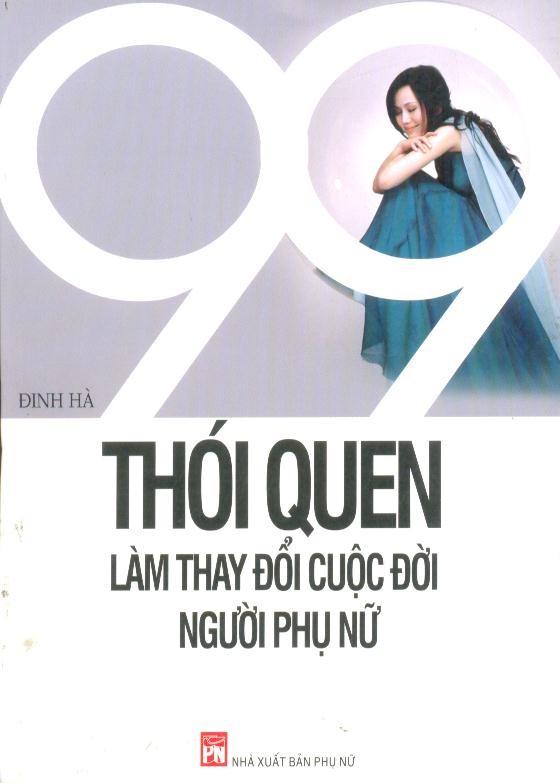 99
ĐINH HÀ
THÓI QUEN
LÀM THAY ĐỔI CUỘC ĐỜI
NGƯỜI PHỤ NỮ
PN
NHÀ XUẤT BẢN PHỤ NỮ